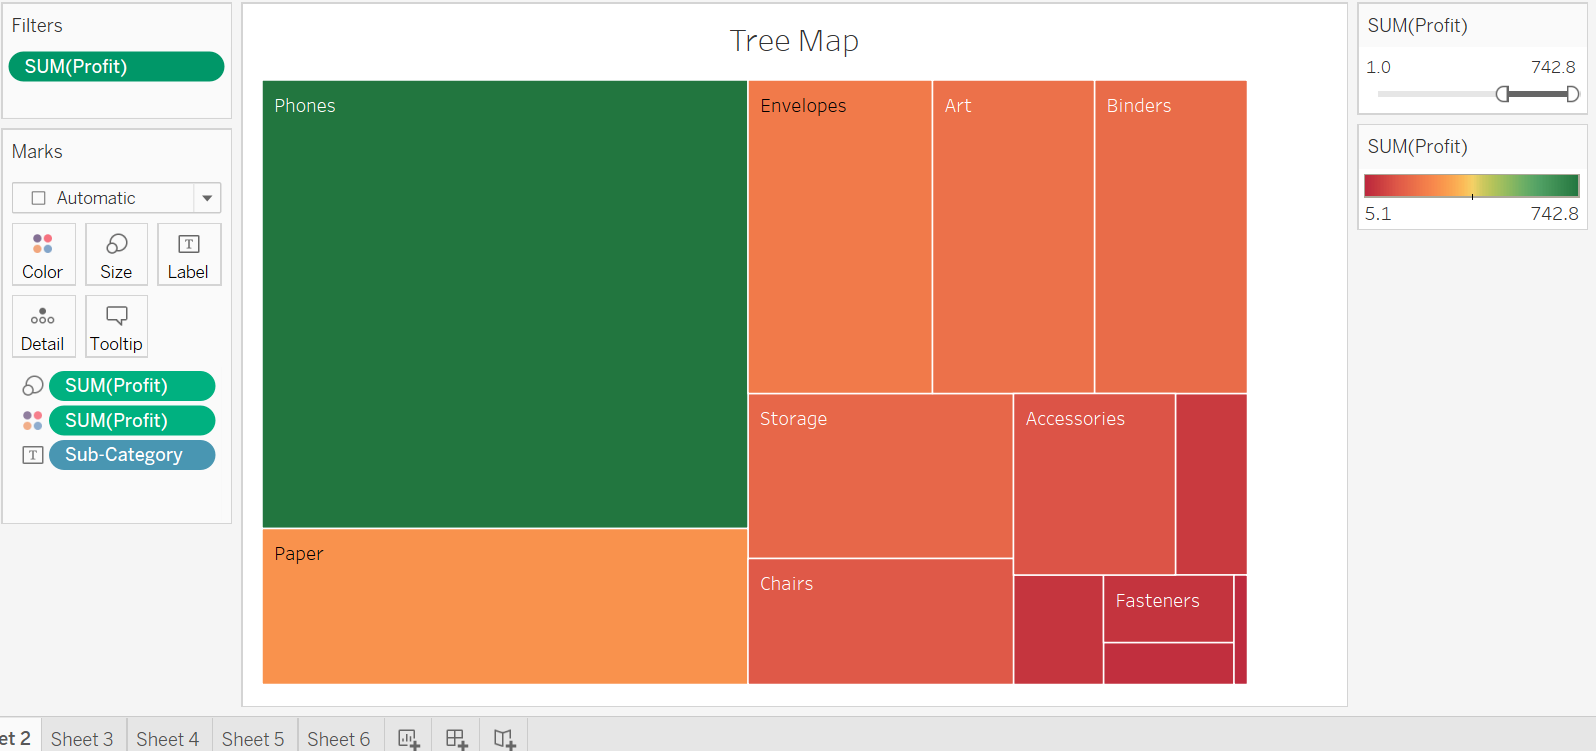 Filters
SUM(Profit)
Marks
Automatic
Color
Size
Label
Detail
Tooltip
SUM(Profit)
SUM(Profit)
Sub-Category
Tree Map
Phones
Envelopes
Art
Binders
Storage
Accessories
Paper
Chairs
Fasteners
SUM(Profit)
1.0
742.8
SUM(Profit)
5.1
742.8
et 2
Sheet 3
Sheet 4
Sheet 5
Sheet 6